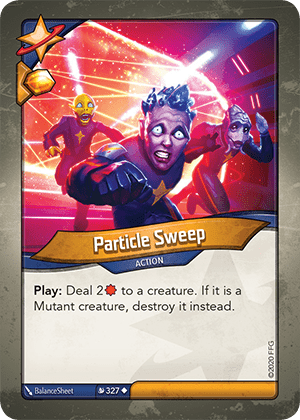 Particle Sweep
ACTION
Play: Deal 2 to a creature. If it is a
Mutant creature, destroy it instead.
©2020 FFG
BalanceSheet
327